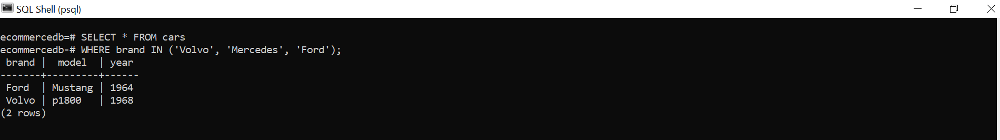 SQL Shell (psql)
ecommercedb=# SELECT * FROM cars
ecommercedb-# WHERE brand IN ('Volvo', 'Mercedes', 'Ford');
 brand |  model  | year
-------+---------+------
 Ford  | Mustang | 1964
 Volvo | p1800   | 1968
(2 rows)